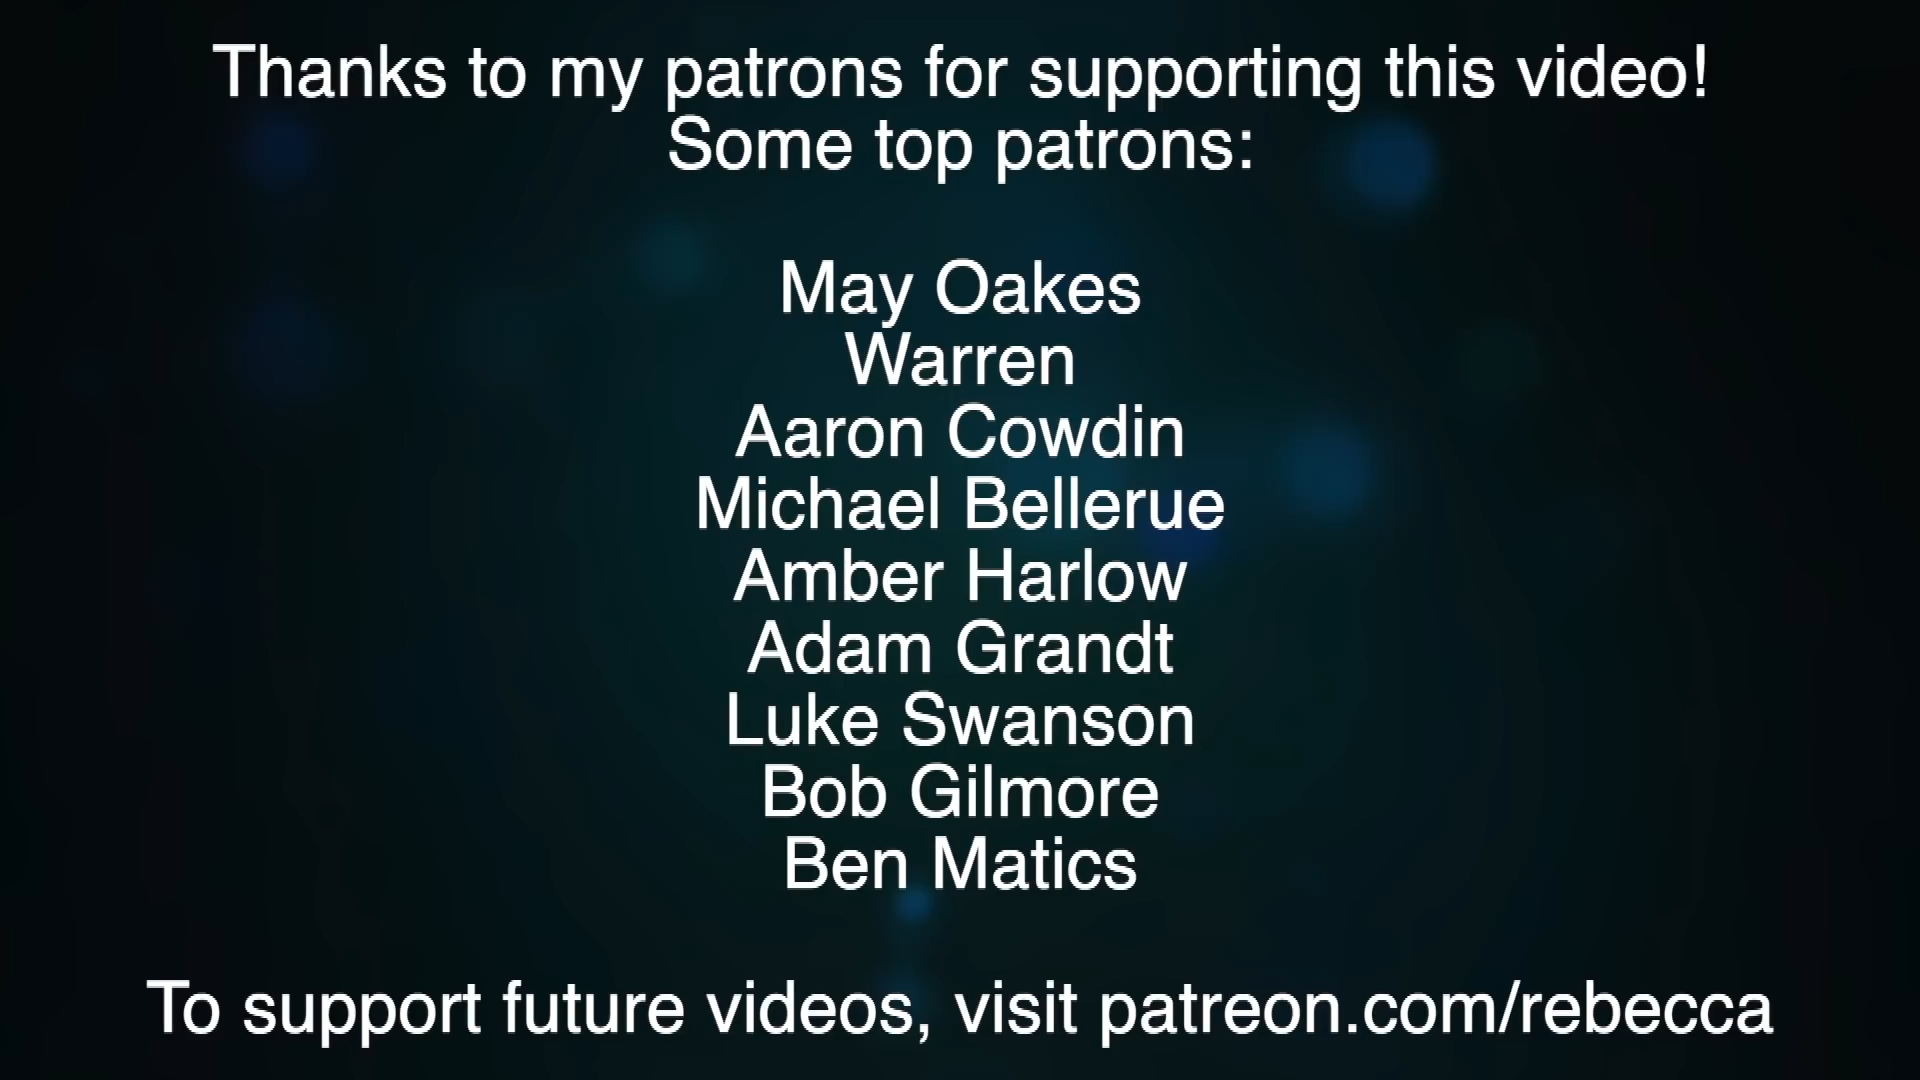 Thanks to my patrons for supporting this video!
Some top patrons:
May Oakes
Warren
Aaron Cowdin
Michael Bellerue
Amber Harlow
Adam Grandt
Luke Swanson
Bob Gilmore
Ben Matics
To support future videos, visit patreon.com/rebecca